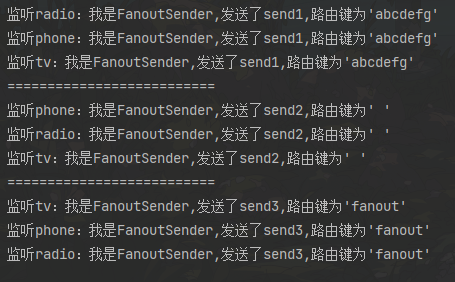 监听radio：我是FanoutSender,发送了send1,路由键为'abcdefg'
监听phone：我是FanoutSender,发送了send1,路由键为'abcdefg'
监听tv：我是FanoutSender,发送了send1,路由键为'abcdefg'
==========================
监听phone：我是FanoutSender,发送了send2,路由键为' '
监听radio：我是FanoutSender,发送了send2,路由键为' '
监听tv：我是FanoutSender,发送了send2,路由键为' '
==========================
监听tv：我是FanoutSender,发送了send3,路由键为'fanout'
监听phone：我是FanoutSender,发送了send3,路由键为'fanout'
监听radio：我是FanoutSender,发送了send3,路由键为'fanout'